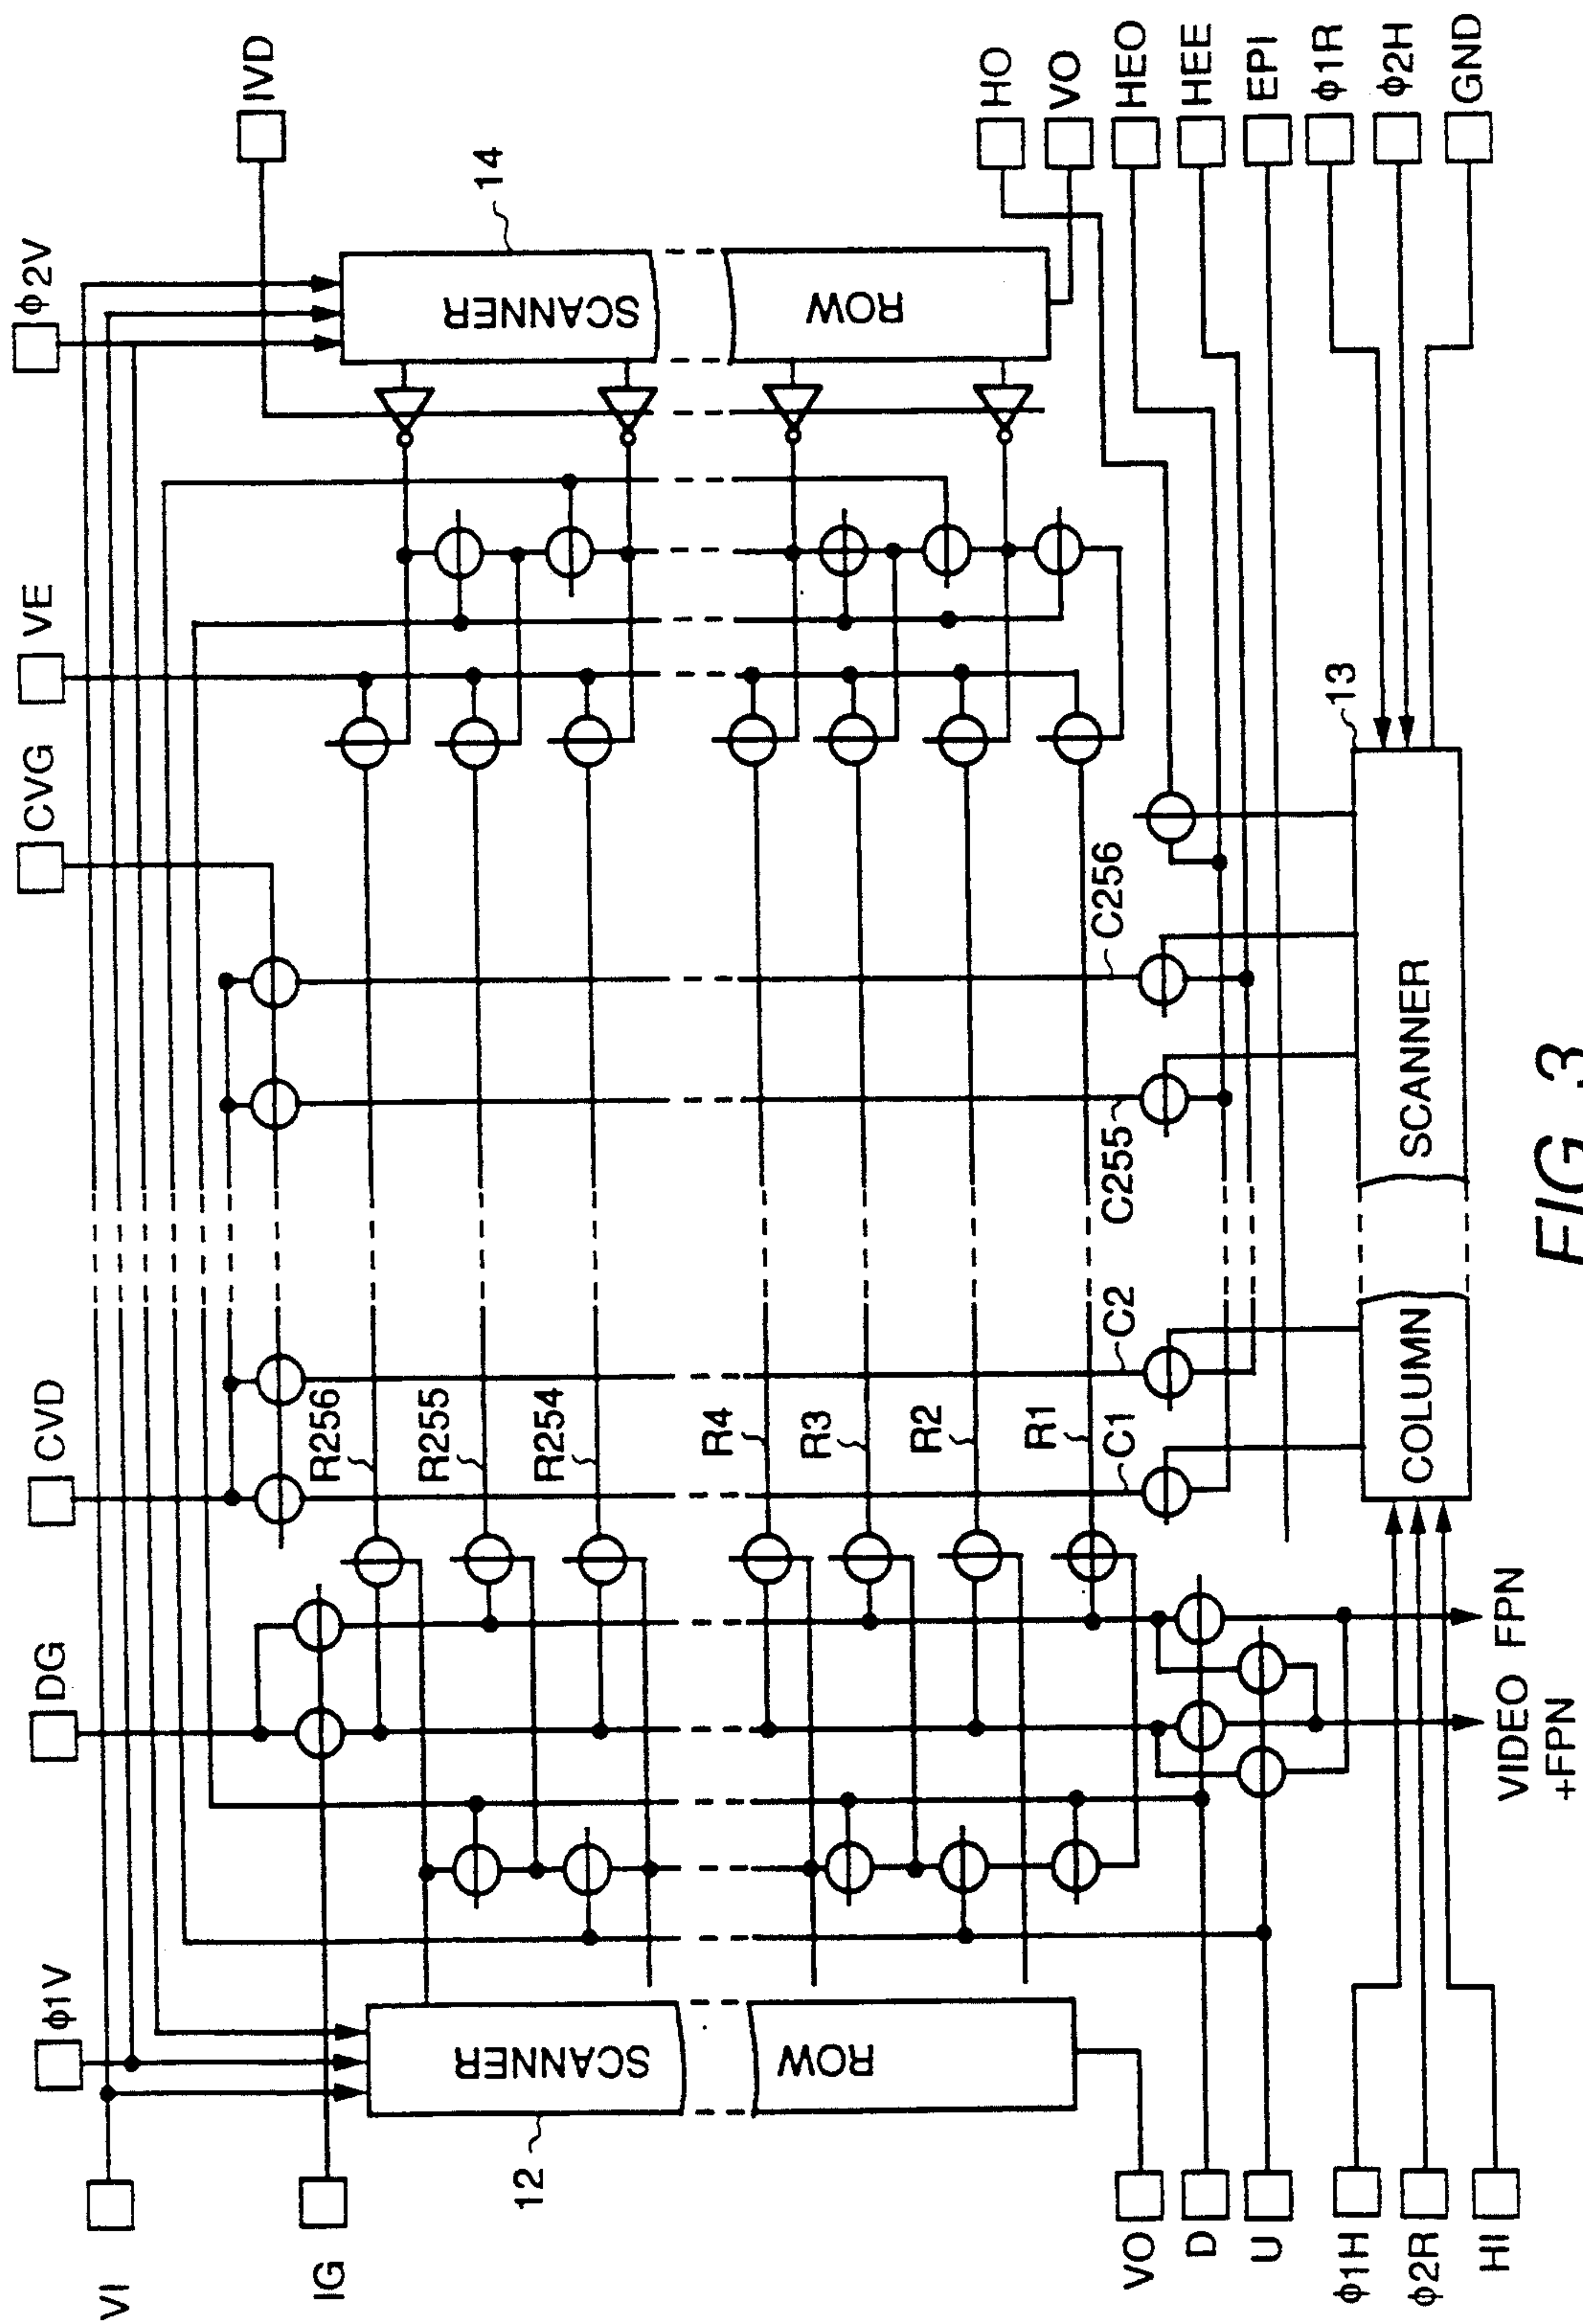 VI
φ1V
DG
CVD
CVG
VE
φ2V
IVD
IG
12
SCANNER
ROW
14
SCANNER
ROW
R256
R255
R254
R4
R3
R2
R1
C1
C2
C255
C256
HO
VO
HEO
HEE
EPI
φ1R
φ2H
GND
VO
D
U
φ1H
φ2R
HI
VIDEO
+FPN
FPN
COLUMN
SCANNER
13
FIG. 3